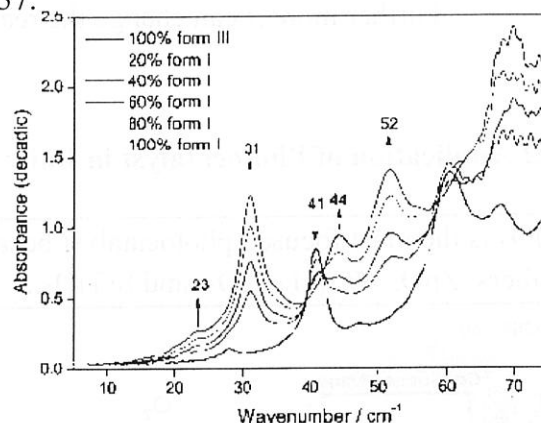 57.
2.5
2.0
1.5
1.0
0.5
0.0
Absorbance (decadic)
100% form III
20% form I
40% form I
60% form I
80% form I
100% form I
23
31
41
44
52
10 20 30 40 50 60 70
Wavenumber / cm⁻¹